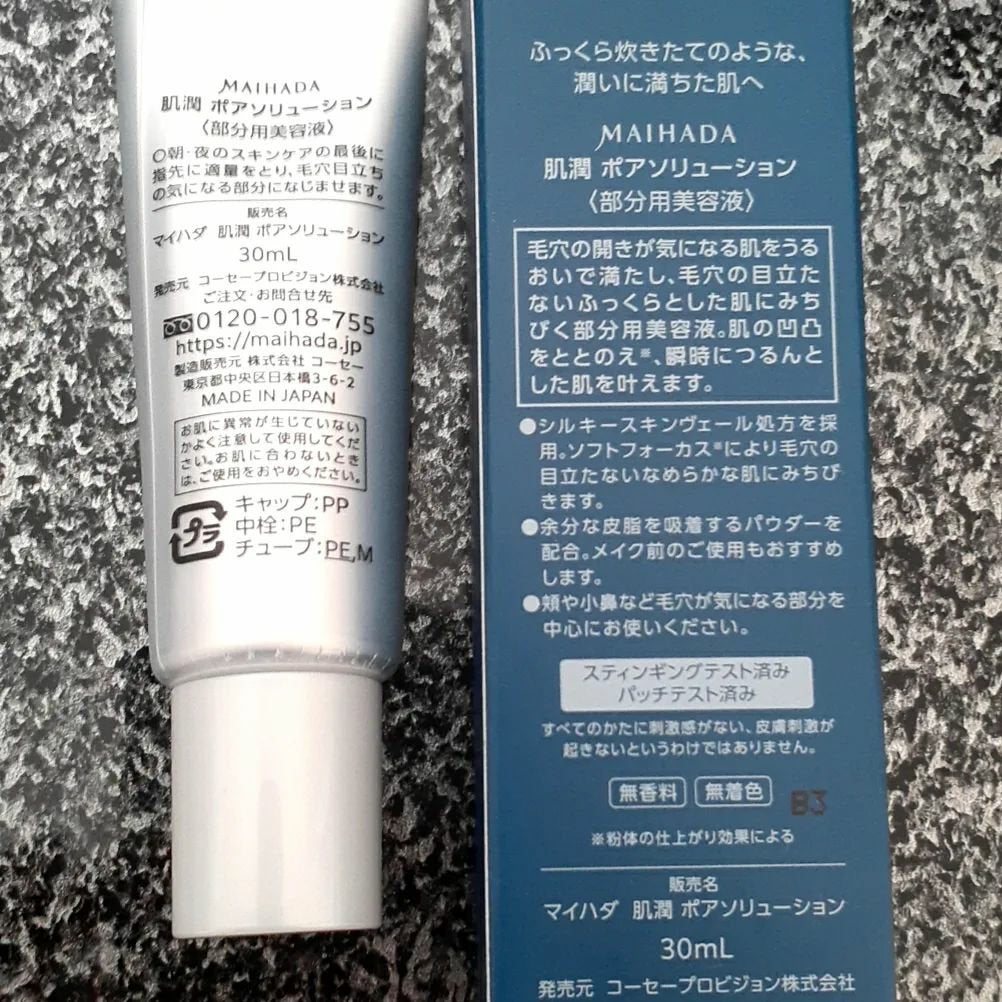 MAIHADA
肌潤 ポアソリューション
〈部分用美容液〉
○朝・夜のスキンケアの最後に
指先に適量をとり、毛穴目立ち
の気になる部分になじませます。
販売名
マイハダ 肌潤 ポアソリューション
30mL
発売元 コーセープロビジョン株式会社
ご注文・お問合せ先
0120-018-755
https://maihada.jp
製造販売元 株式会社 コーセー
東京都中央区日本橋3-6-2
MADE IN JAPAN
お肌に異常が生じていない
かよく注意して使用してくだ
さい。お肌に合わないとき
は、ご使用をおやめください。
プラ
キャップ:PP
中栓:PE
チューブ:PE,M
ふっくら炊きたてのような、
潤いに満ちた肌へ
MAIHADA
肌潤 ポアソリューション
〈部分用美容液〉
毛穴の開きが気になる肌をうる
おいで満たし、毛穴の目立た
ないふっくらとした肌にみち
びく部分用美容液。肌の凹凸
をととのえ※、瞬時につるんと
した肌を叶えます。
●シルキースキンヴェール処方を採
用。ソフトフォーカス※により毛穴の
目立たないなめらかな肌にみちび
きます。
●余分な皮脂を吸着するパウダーを
配合。メイク前のご使用もおすすめ
します。
●頬や小鼻など毛穴が気になる部分を
中心にお使いください。
スティンギングテスト済み
パッチテスト済み
すべてのかたに刺激感がない、皮膚刺激が
起きないというわけではありません。
無香料 無着色
B3
※粉体の仕上がり効果による
販売名
マイハダ 肌潤 ポアソリューション
30mL
発売元 コーセープロビジョン株式会社